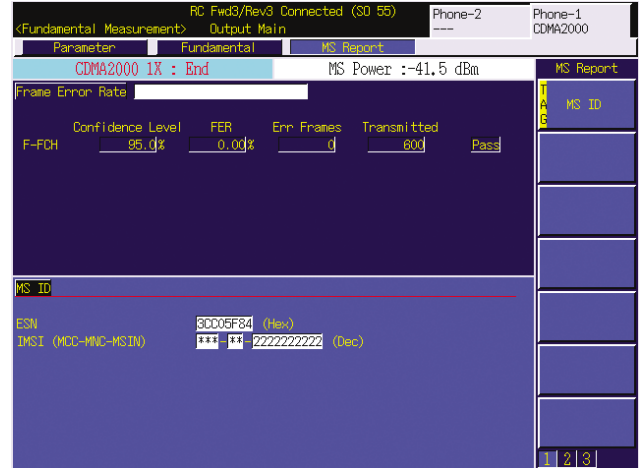 RC Fwd3/Rev3 Connected (SO 55)
<Fundamental Measurement> Output Main
Phone-2
---
Phone-1
CDMA2000
Parameter Fundamental MS Report
CDMA2000 1X : End MS Power :-41.5 dBm
MS Report
Frame Error Rate
TAG
MS ID
Confidence Level FER Err Frames Transmitted
F-FCH 95.0% 0.00% 0 600 Pass
MS ID
ESN 3CC05F84 (Hex)
IMSI (MCC-MNC-MSIN) ***-**-2222222222 (Dec)
1 2 3